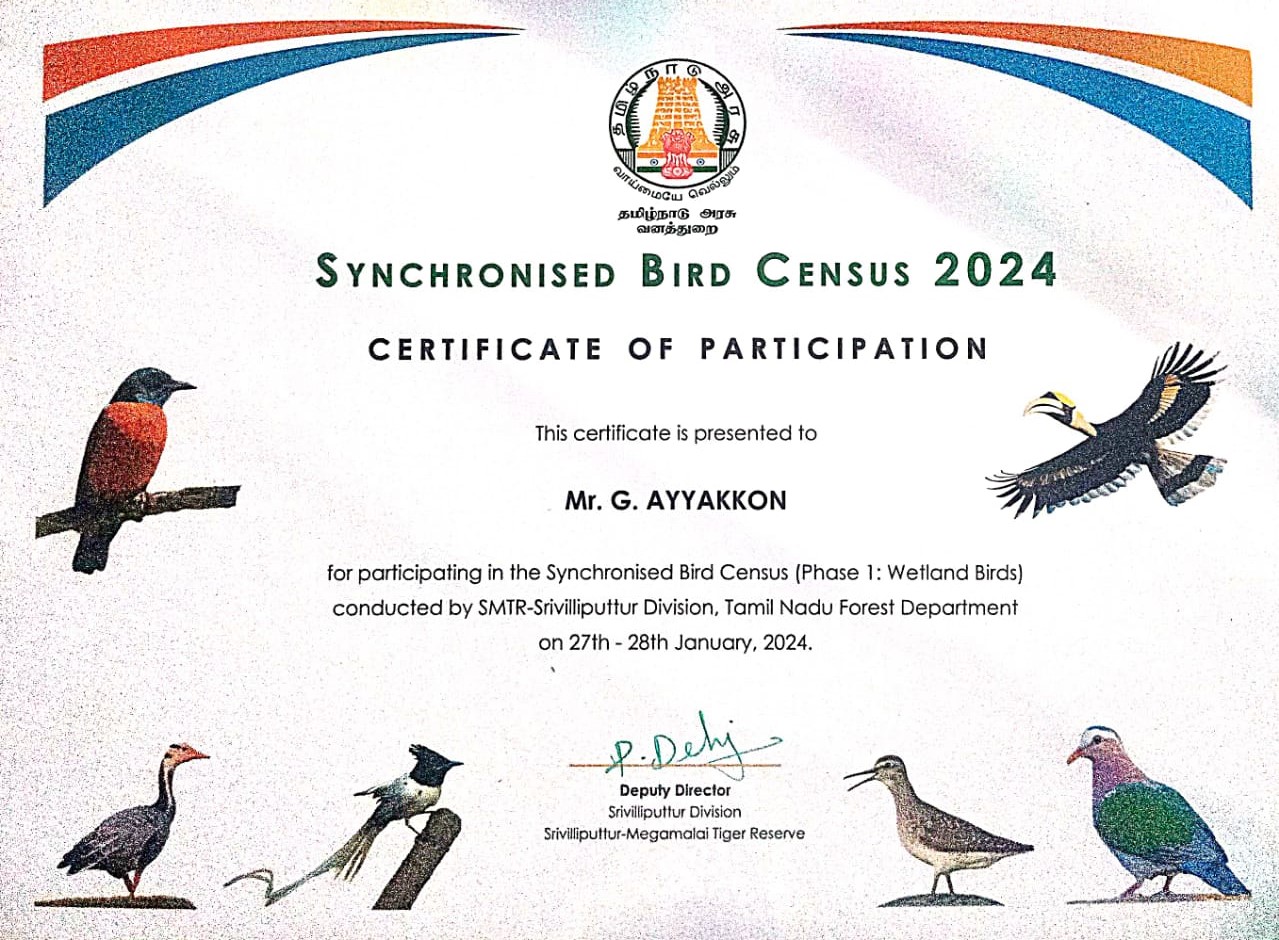 தமிழ்நாடு அரசு
வாய்மையே வெல்லும்
தமிழ்நாடு அரசு
வனத்துறை
SYNCHRONISED BIRD CENSUS 2024
CERTIFICATE OF PARTICIPATION
This certificate is presented to
Mr. G. AYYAKKON
for participating in the Synchronised Bird Census (Phase 1: Wetland Birds)
conducted by SMTR-Srivilliputtur Division, Tamil Nadu Forest Department
on 27th - 28th January, 2024.
Deputy Director
Srivilliputtur Division
Srivilliputtur-Megamalai Tiger Reserve